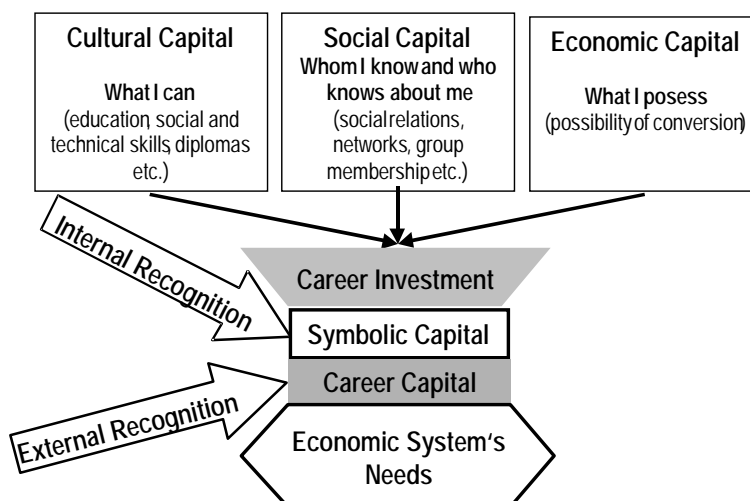 Cultural Capital
What I can
(education, social and
technical skills, diplomas
etc.)
Social Capital
Whom I know and who
knows about me
(social relations,
networks, group
membership etc.)
Economic Capital
What I posess
(possibility of conversion)
Internal Recognition
Career Investment
Symbolic Capital
Career Capital
External Recognition
Economic System‘s
Needs